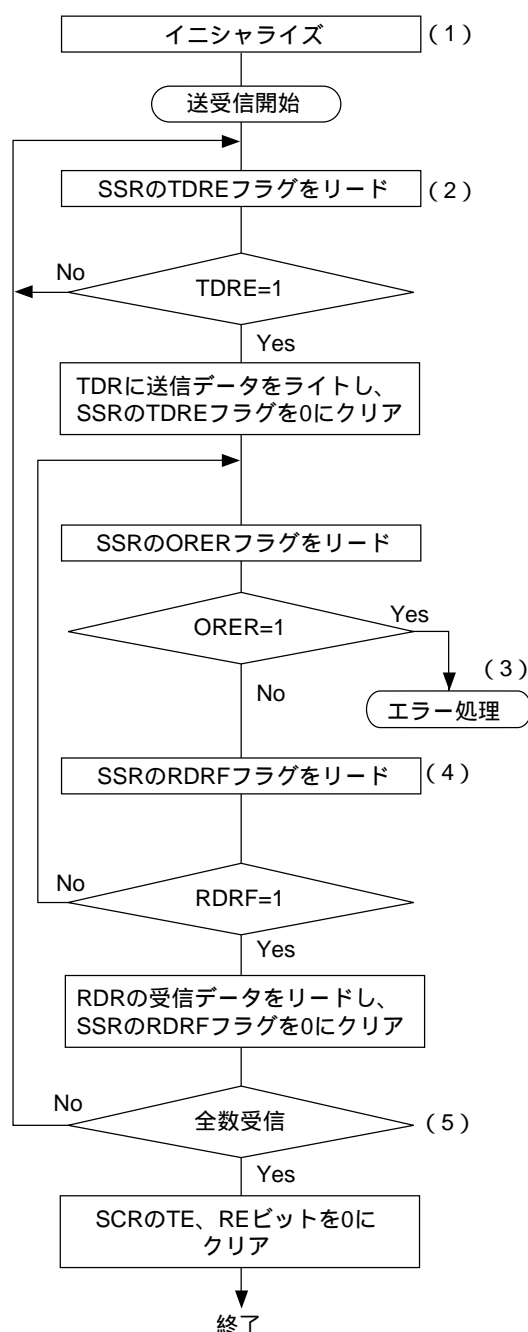 イニシャライズ
(1)
送受信開始
SSRのTDREフラグをリード
(2)
No
TDRE=1
Yes
TDRに送信データをライトし、
SSRのTDREフラグを0にクリア
SSRのORERフラグをリード
Yes
ORER=1
(3)
No
エラー処理
SSRのRDRFフラグをリード
(4)
No
RDRF=1
Yes
RDRの受信データをリードし、
SSRのRDRFフラグを0にクリア
No
全数受信
(5)
Yes
SCRのTE、REビットを0に
クリア
終了